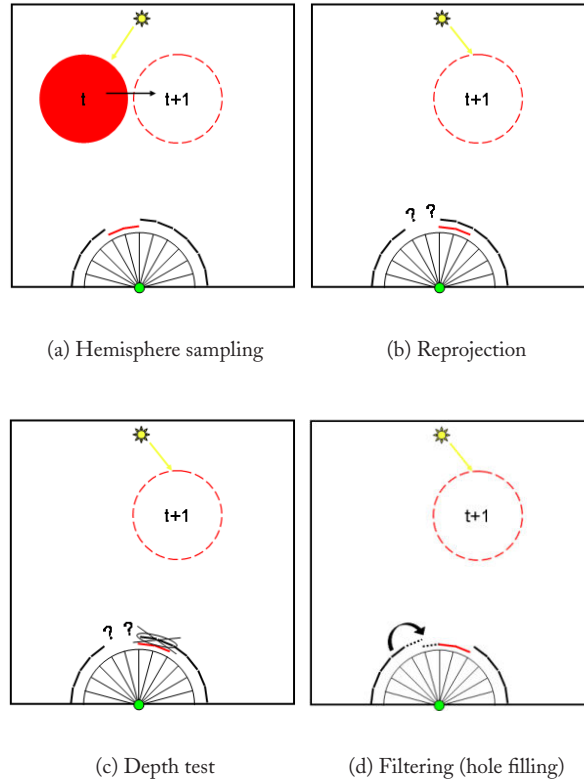 t
t+1
t+1
? ?
(a) Hemisphere sampling
(b) Reprojection
t+1
t+1
? ?
(c) Depth test
(d) Filtering (hole filling)